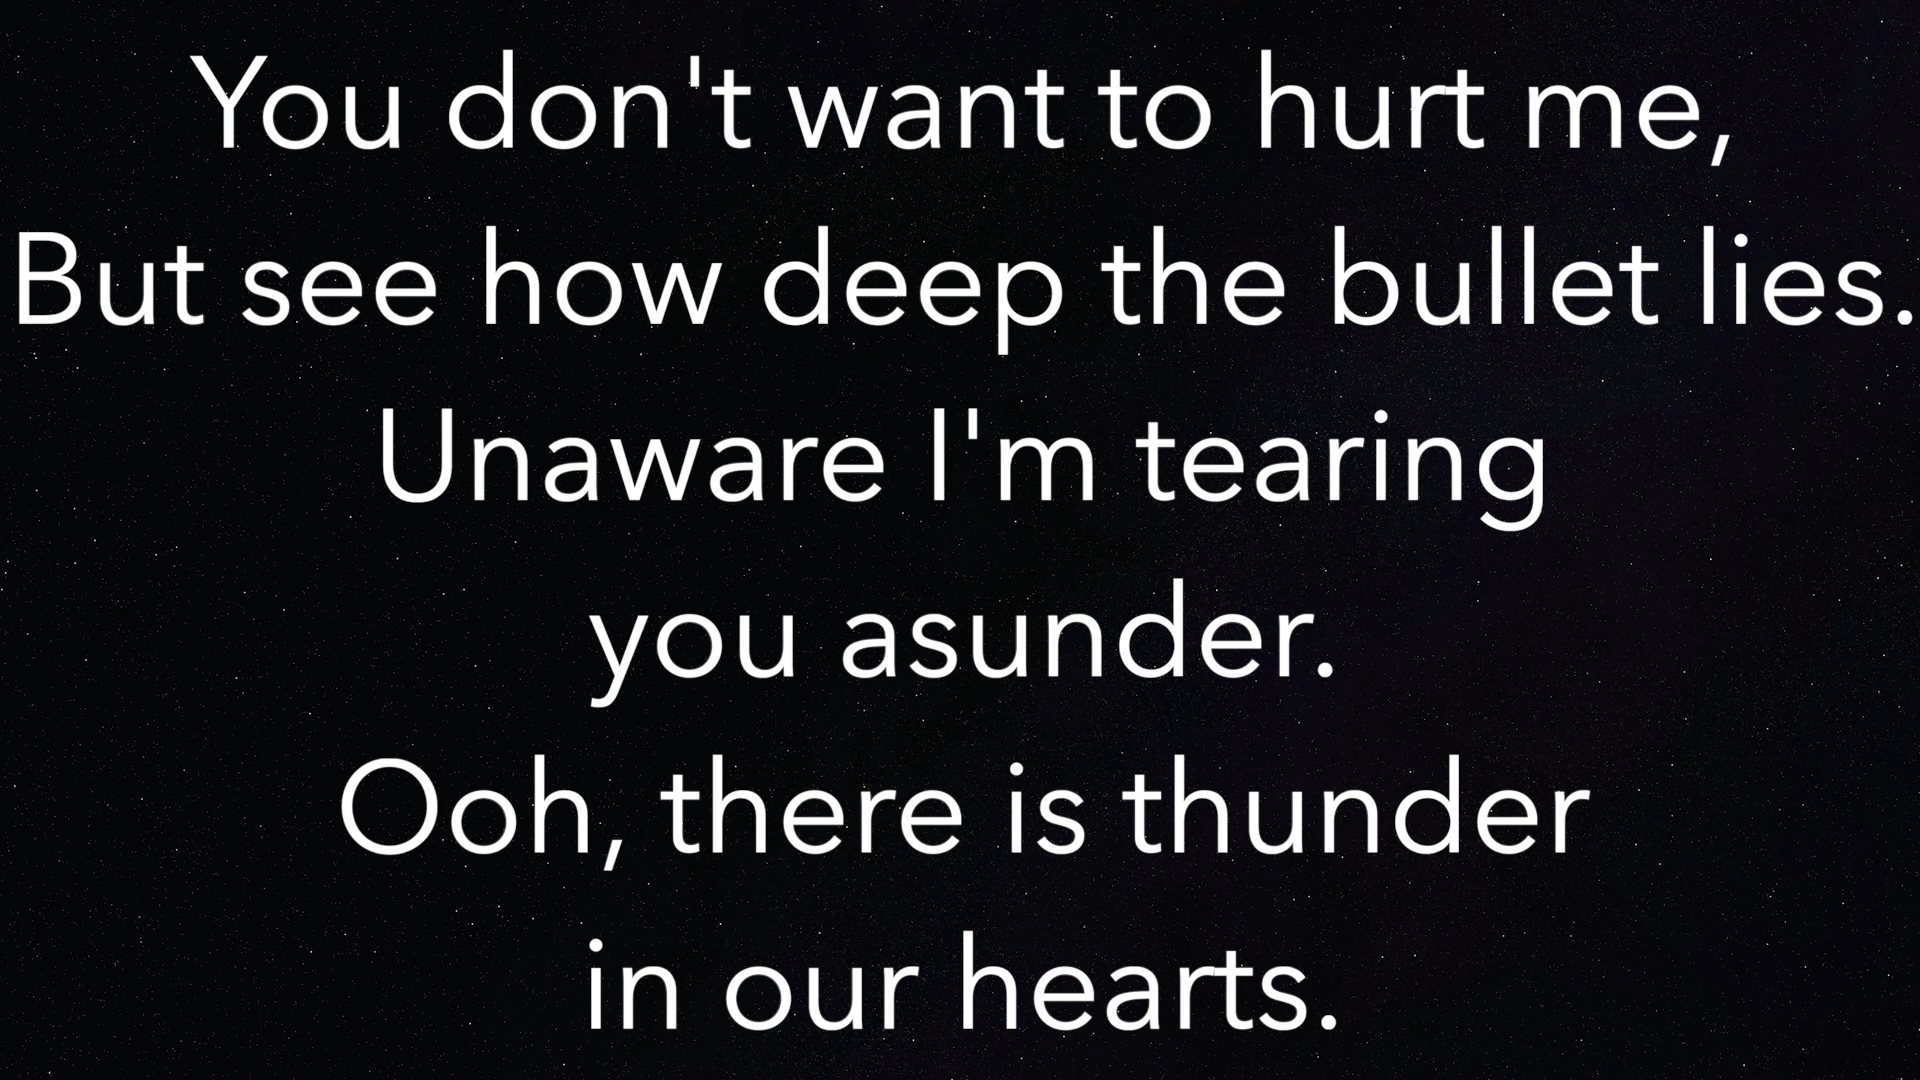 You don't want to hurt me,
But see how deep the bullet lies.
Unaware I'm tearing
you asunder.
Ooh, there is thunder
in our hearts.